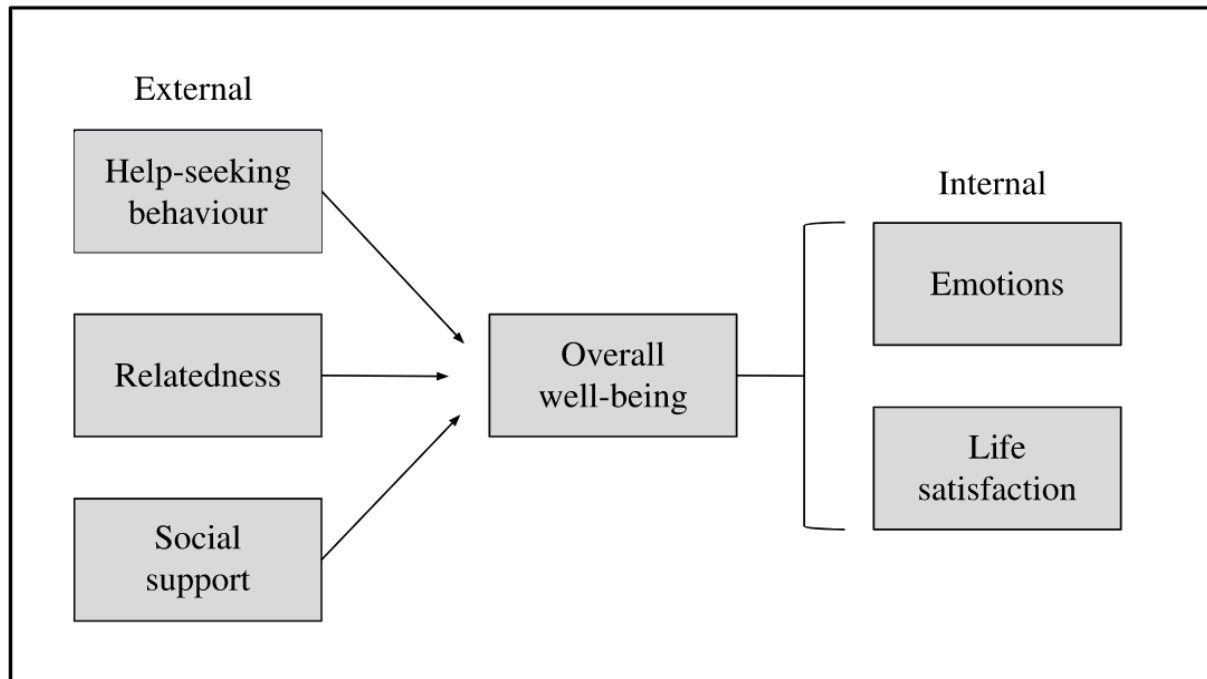 External
Help-seeking
behaviour
Relatedness
Social
support
Overall
well-being
Internal
Emotions
Life
satisfaction